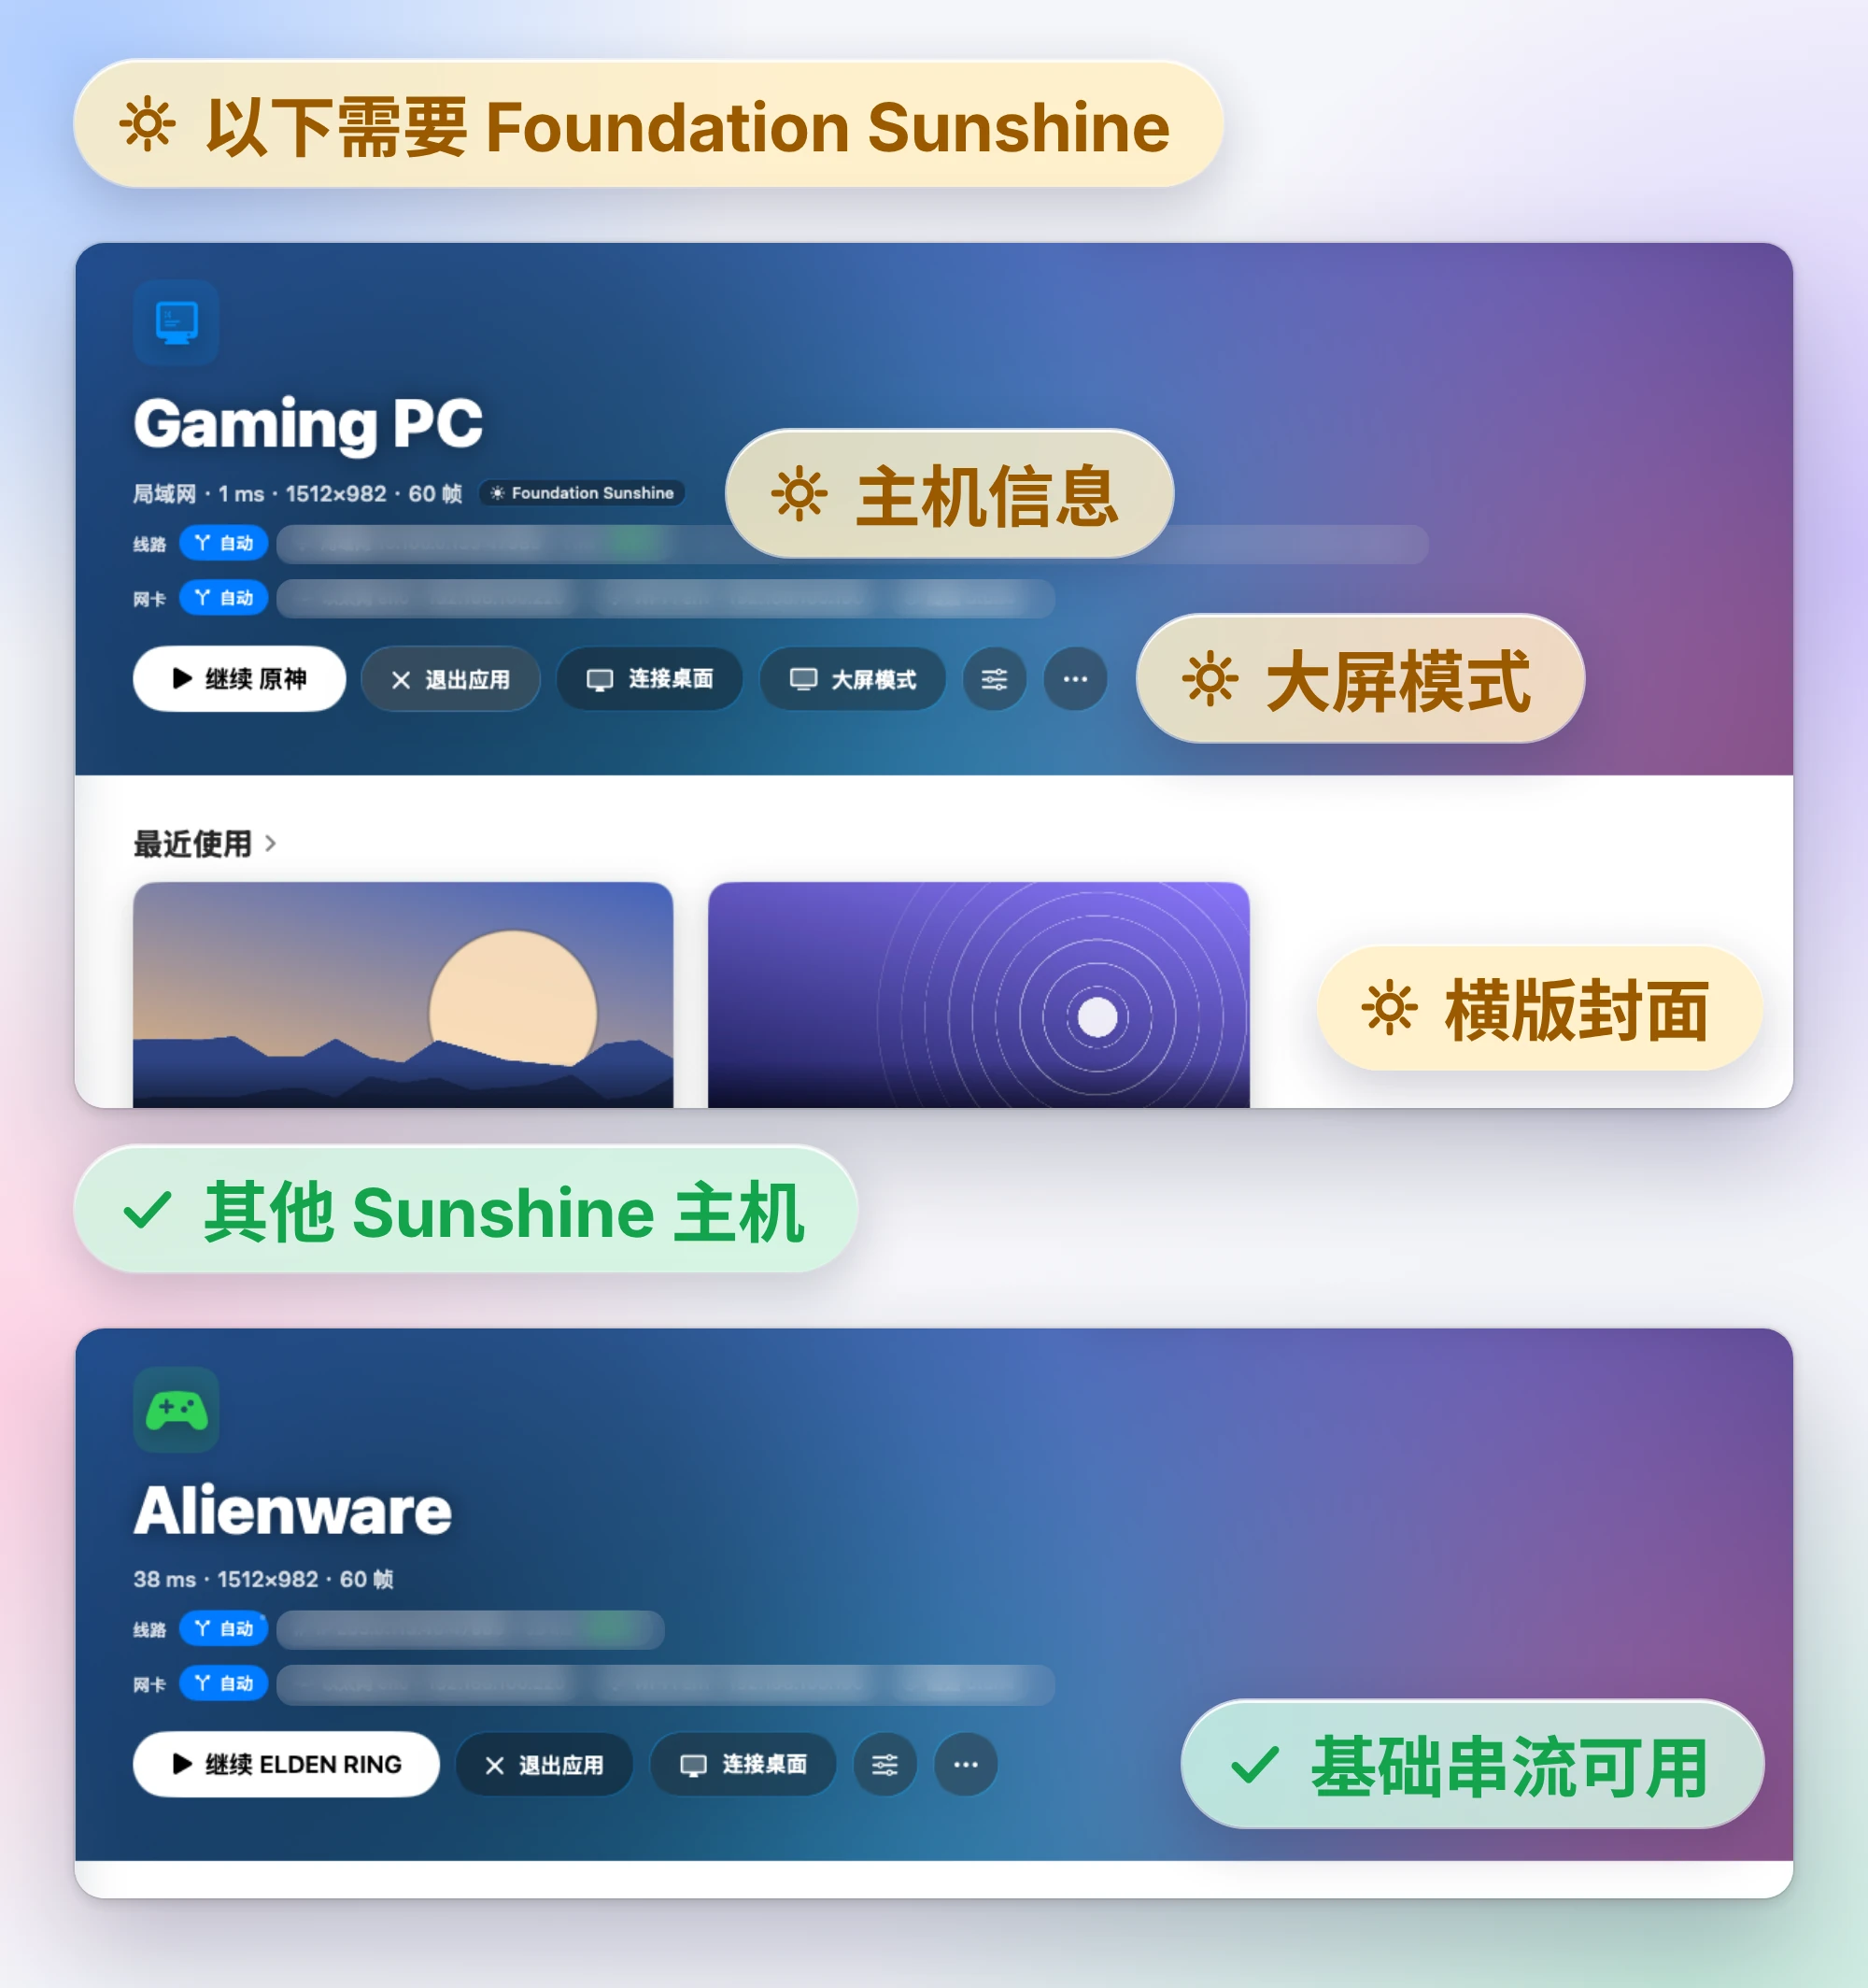 以下需要 Foundation Sunshine
Gaming PC
主机信息
局域网 · 1 ms · 1512×982 · 60 帧 Foundation Sunshine
线路 自动
网卡 自动
继续 原神 退出应用 连接桌面 大屏模式
大屏模式
最近使用
横版封面
其他 Sunshine 主机
Alienware
38 ms · 1512×982 · 60 帧
线路 自动
网卡 自动
继续 ELDEN RING 退出应用 连接桌面
基础串流可用